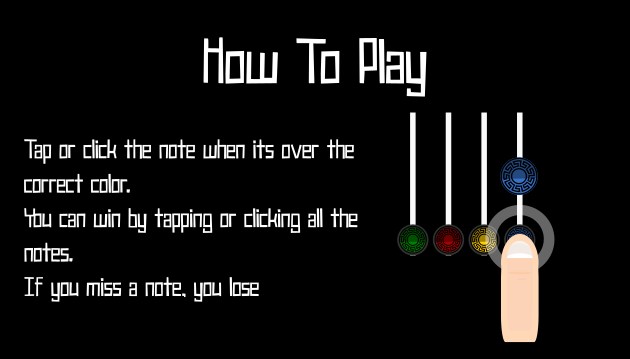 How To Play
Tap or click the note when its over the
correct color.
You can win by tapping or clicking all the
notes.
If you miss a note, you lose